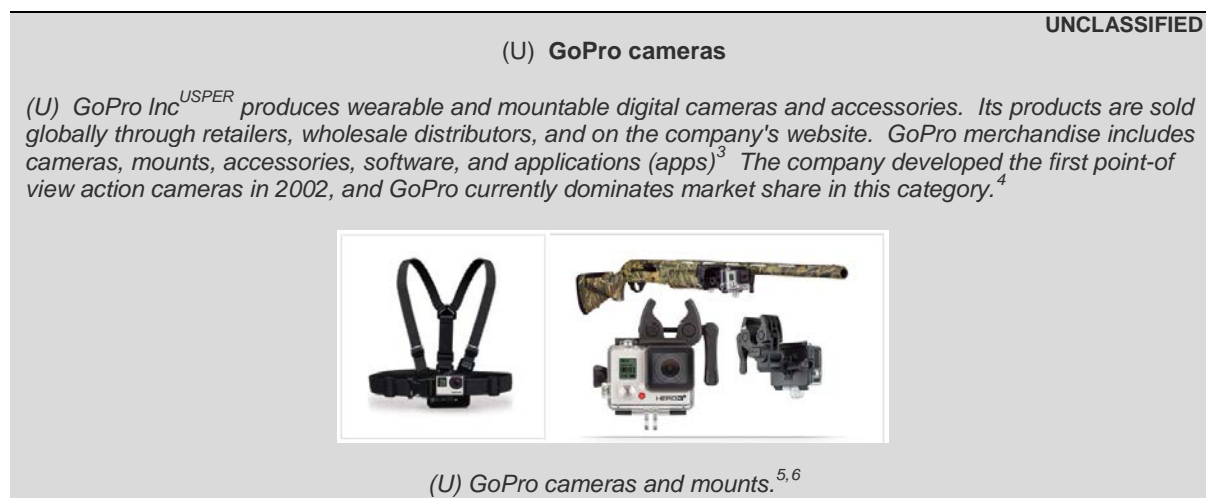 UNCLASSIFIED
(U) GoPro cameras
(U) GoPro Inc^USPER produces wearable and mountable digital cameras and accessories. Its products are sold
globally through retailers, wholesale distributors, and on the company's website. GoPro merchandise includes
cameras, mounts, accessories, software, and applications (apps)^3 The company developed the first point-of
view action cameras in 2002, and GoPro currently dominates market share in this category.^4
HERO3+
(U) GoPro cameras and mounts.^5,6